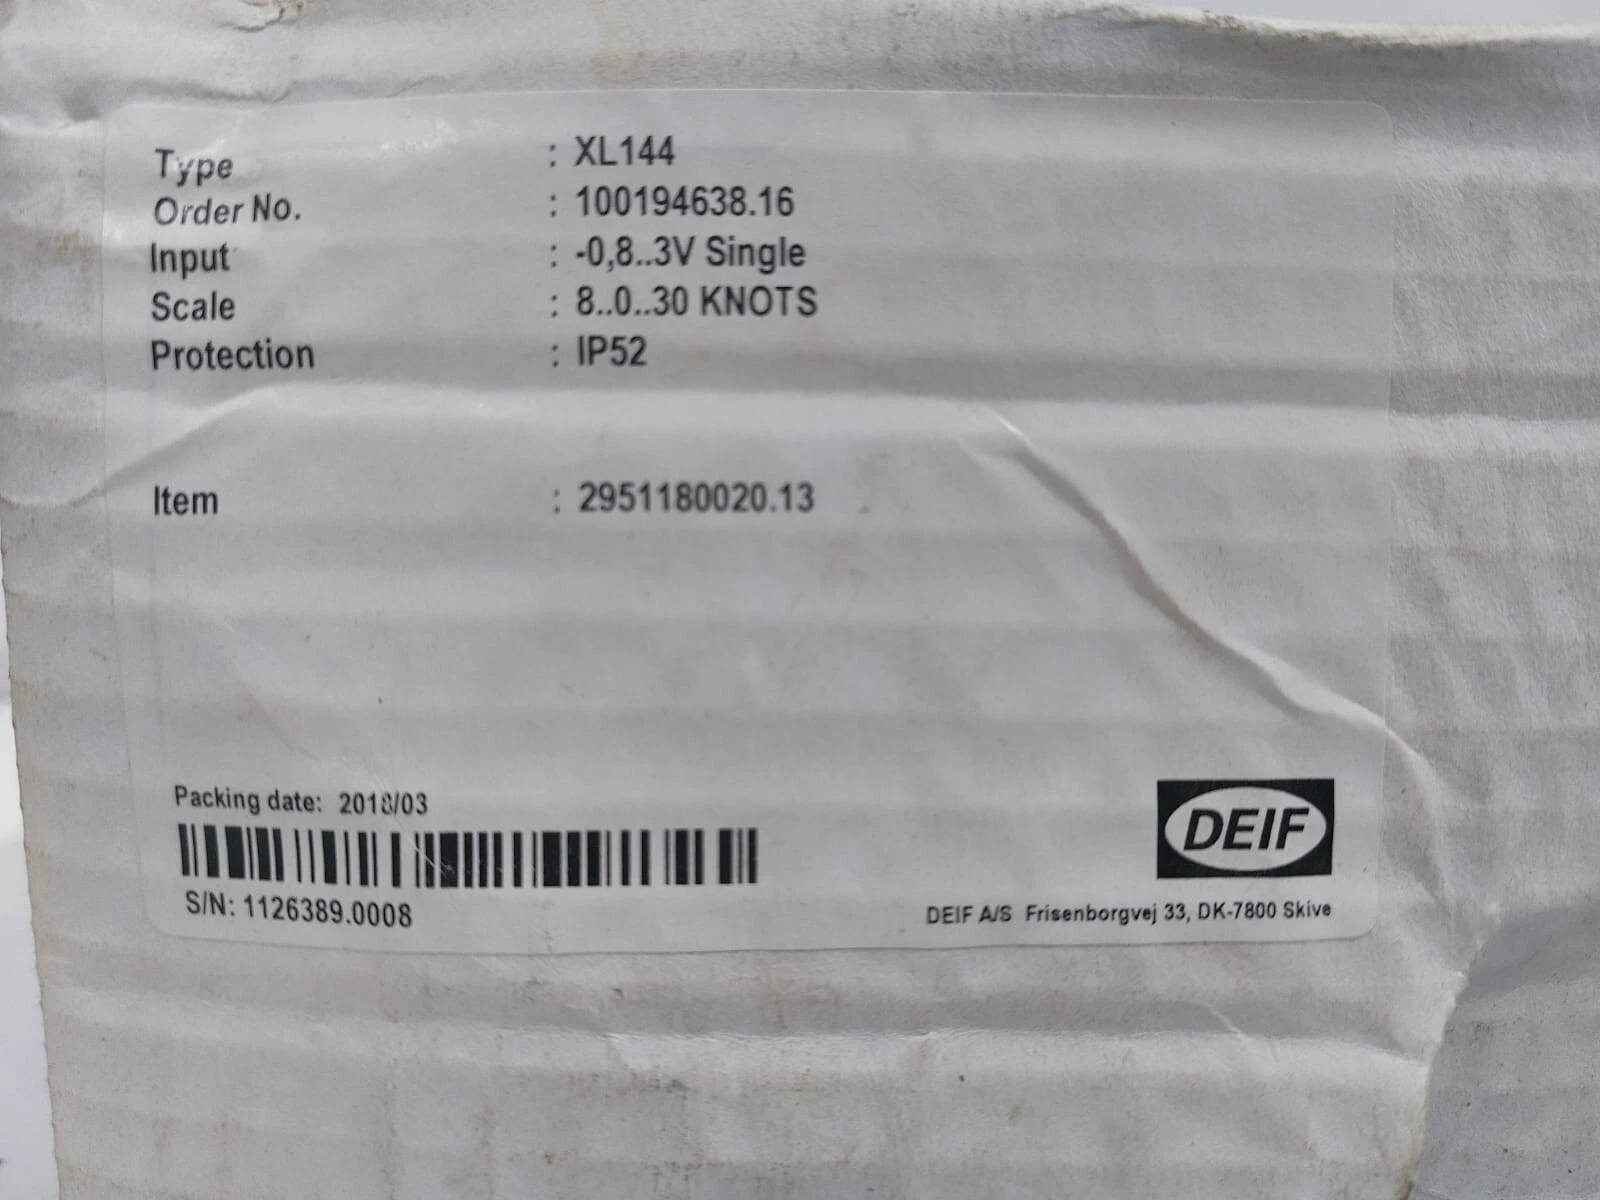 Type : XL144
Order No. : 100194638.16
Input : -0,8..3V Single
Scale : 8..0..30 KNOTS
Protection : IP52
Item : 2951180020.13
Packing date: 2018/03
S/N: 1126389.0008
DEIF
DEIF A/S Frisenborgvej 33, DK-7800 Skive